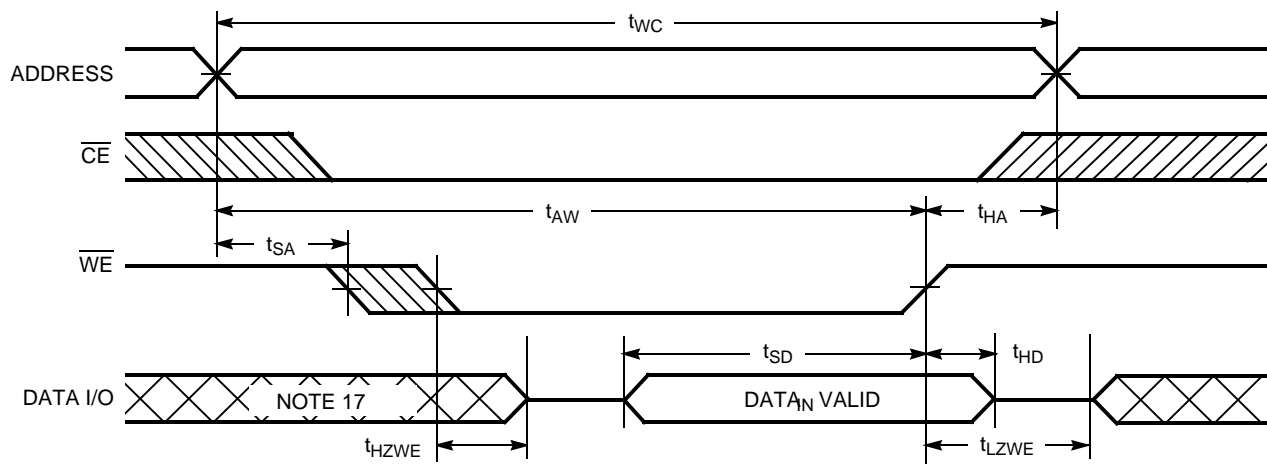 tWC
ADDRESS
CE
tAW
tHA
tSA
WE
tSD
tHD
DATA I/O
NOTE 17
DATAIN VALID
tHZWE
tLZWE